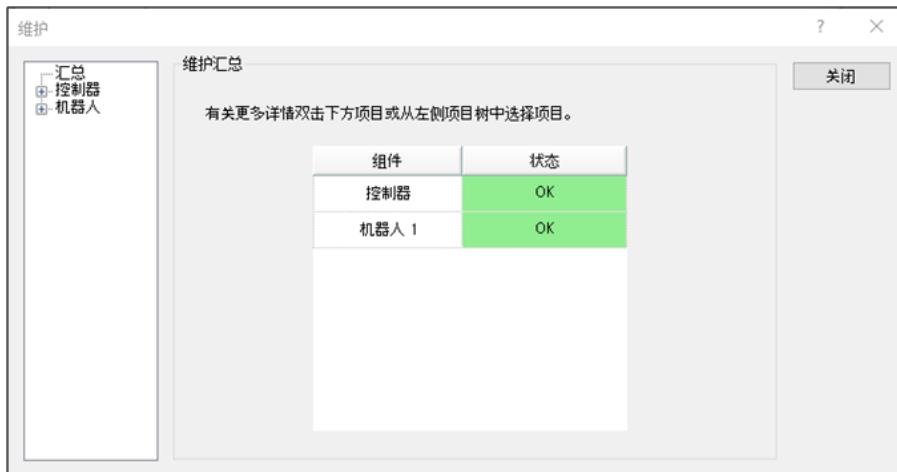 维护
?
汇总
控制器
机器人
维护汇总
关闭
有关更多详情双击下方项目或从左侧项目树中选择项目。
组件 状态
控制器 OK
机器人 1 OK